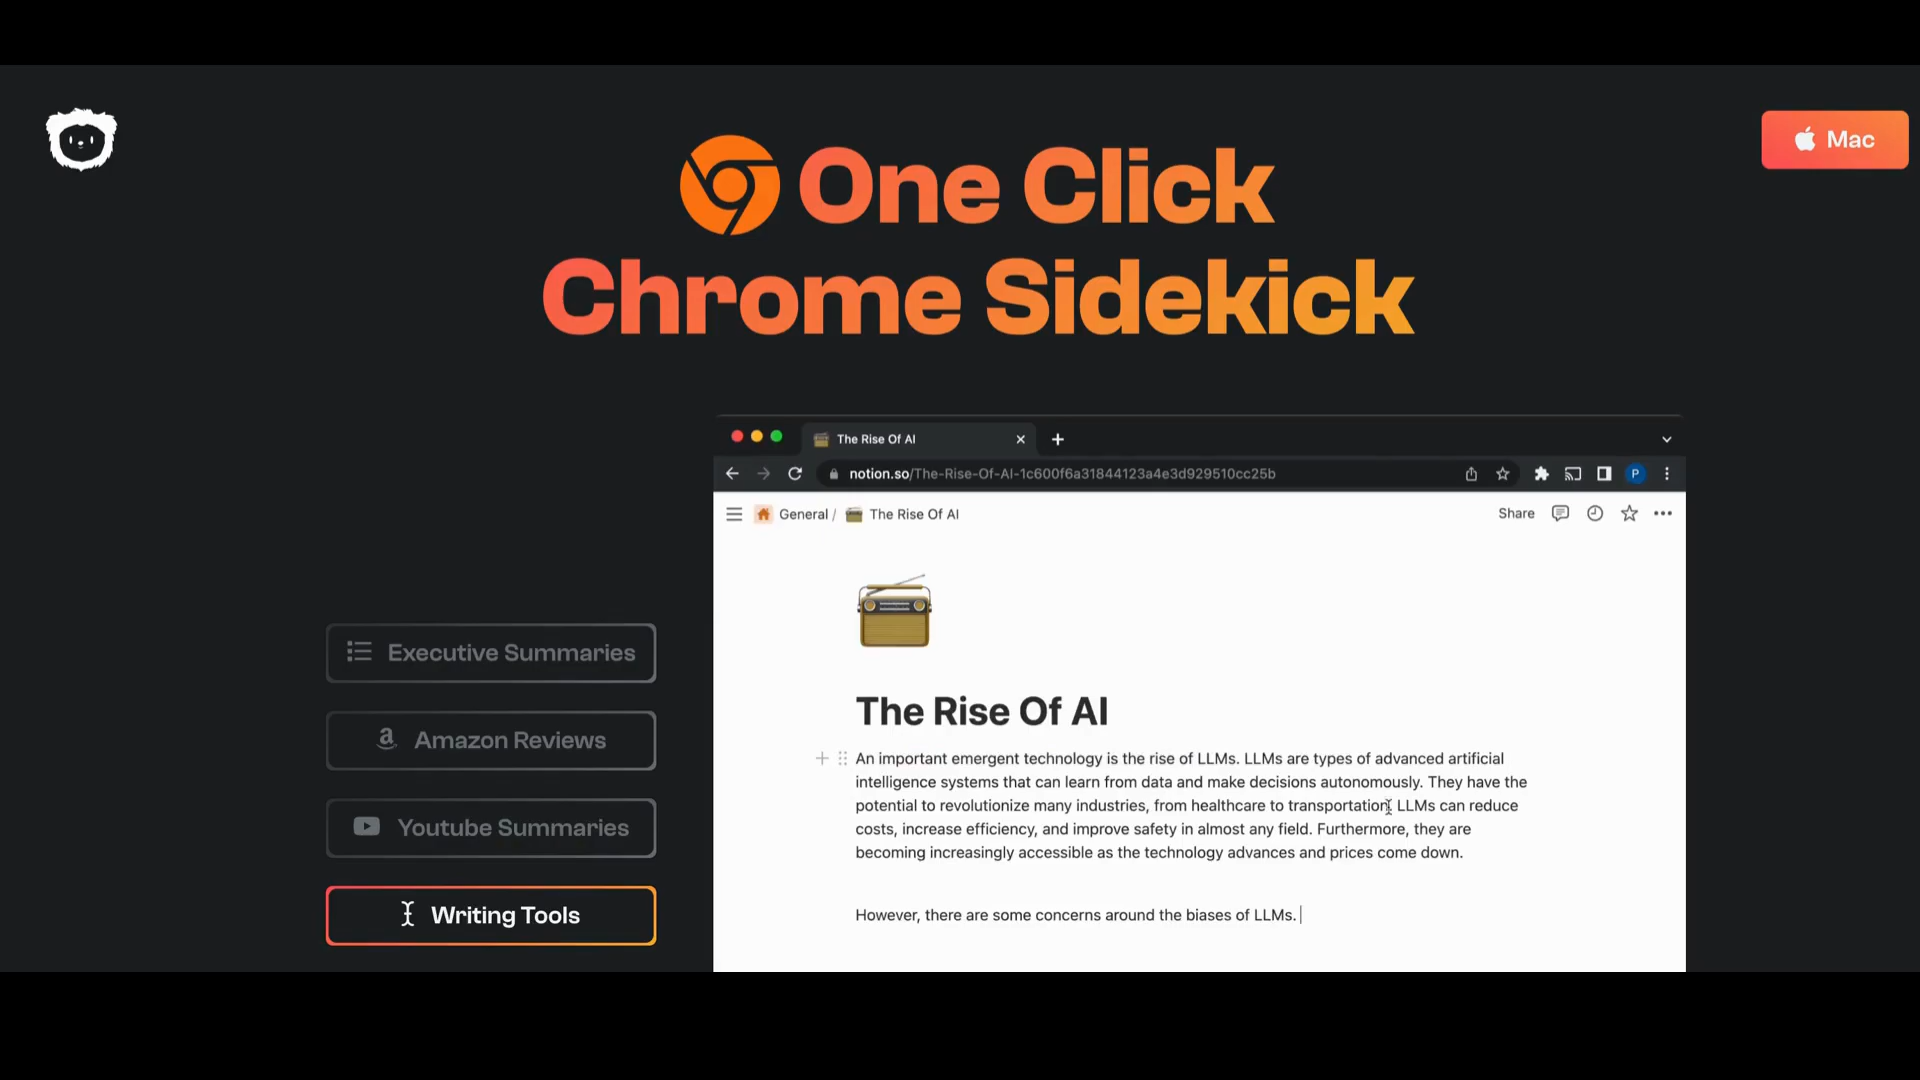 Mac
One Click
Chrome Sidekick
The Rise Of AI
notion.so/The-Rise-Of-AI-1c600f6a31844123a4e3d929510cc25b
P
General / The Rise Of AI
Share
Executive Summaries
Amazon Reviews
Youtube Summaries
Writing Tools
The Rise Of AI
An important emergent technology is the rise of LLMs. LLMs are types of advanced artificial
intelligence systems that can learn from data and make decisions autonomously. They have the
potential to revolutionize many industries, from healthcare to transportation. LLMs can reduce
costs, increase efficiency, and improve safety in almost any field. Furthermore, they are
becoming increasingly accessible as the technology advances and prices come down.
However, there are some concerns around the biases of LLMs.